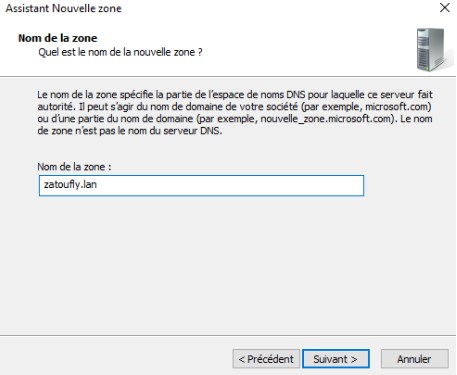 Assistant Nouvelle zone
Nom de la zone
Quel est le nom de la nouvelle zone ?
Le nom de la zone spécifie la partie de l'espace de noms DNS pour laquelle ce serveur fait
autorité. Il peut s'agir du nom de domaine de votre société (par exemple, microsoft.com)
ou d'une partie du nom de domaine (par exemple, nouvelle_zone.microsoft.com). Le nom
de zone n'est pas le nom du serveur DNS.
Nom de la zone :
zatoufly.lan
< Précédent
Suivant >
Annuler